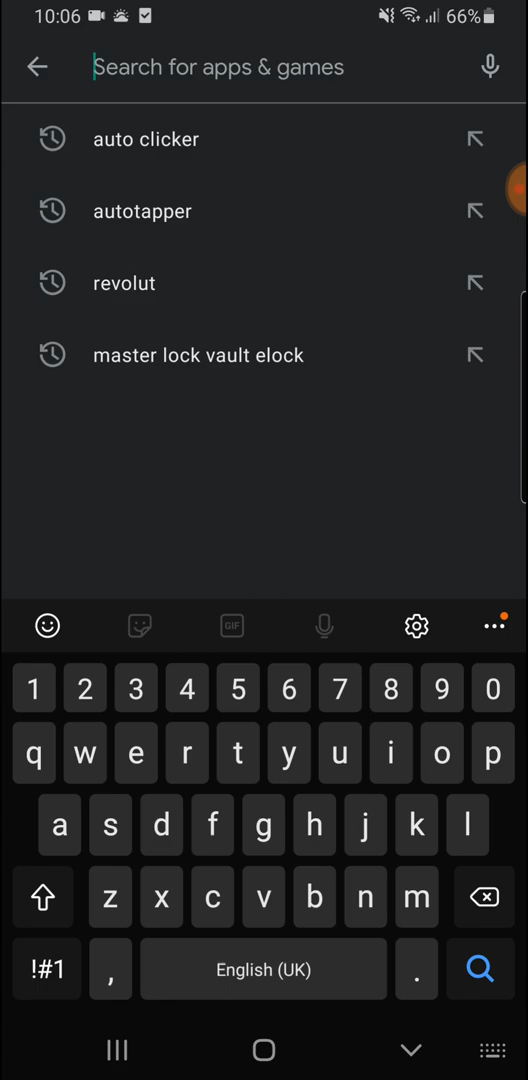 10:06 66%
Search for apps & games
auto clicker
autotapper
revolut
master lock vault elock
GIF
1 2 3 4 5 6 7 8 9 0
q w e r t y u i o p
a s d f g h j k l
z x c v b n m
!#1 , English (UK) .